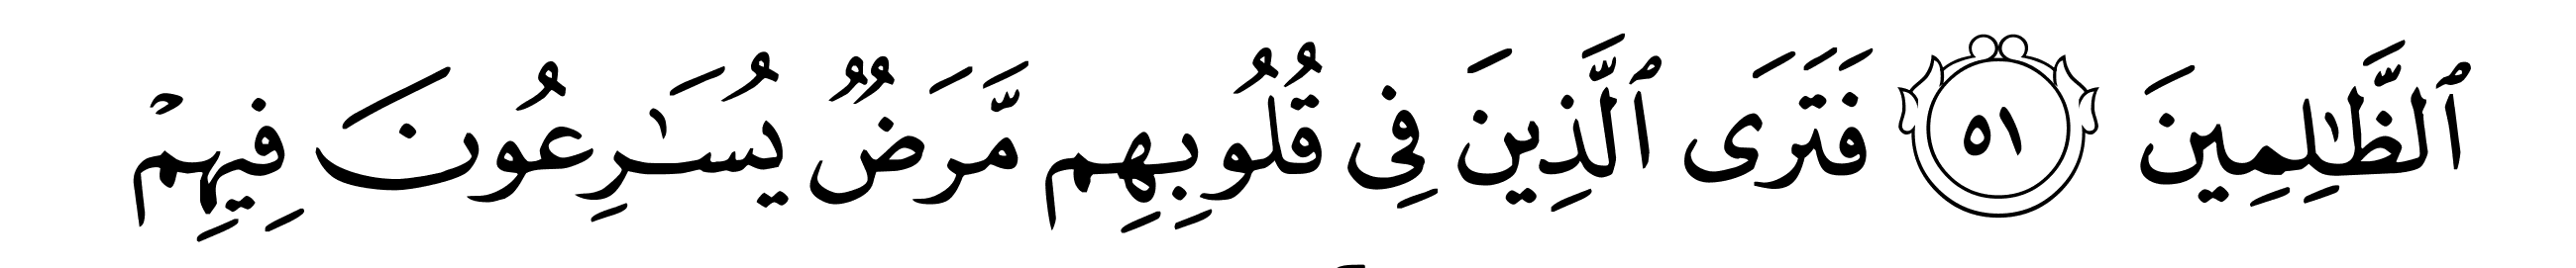 ٱلظَّٰلِمِينَ ٥١ فَتَرَى ٱلَّذِينَ فِى قُلُوبِهِم مَّرَضٌ يُسَٰرِعُونَ فِيهِمْ